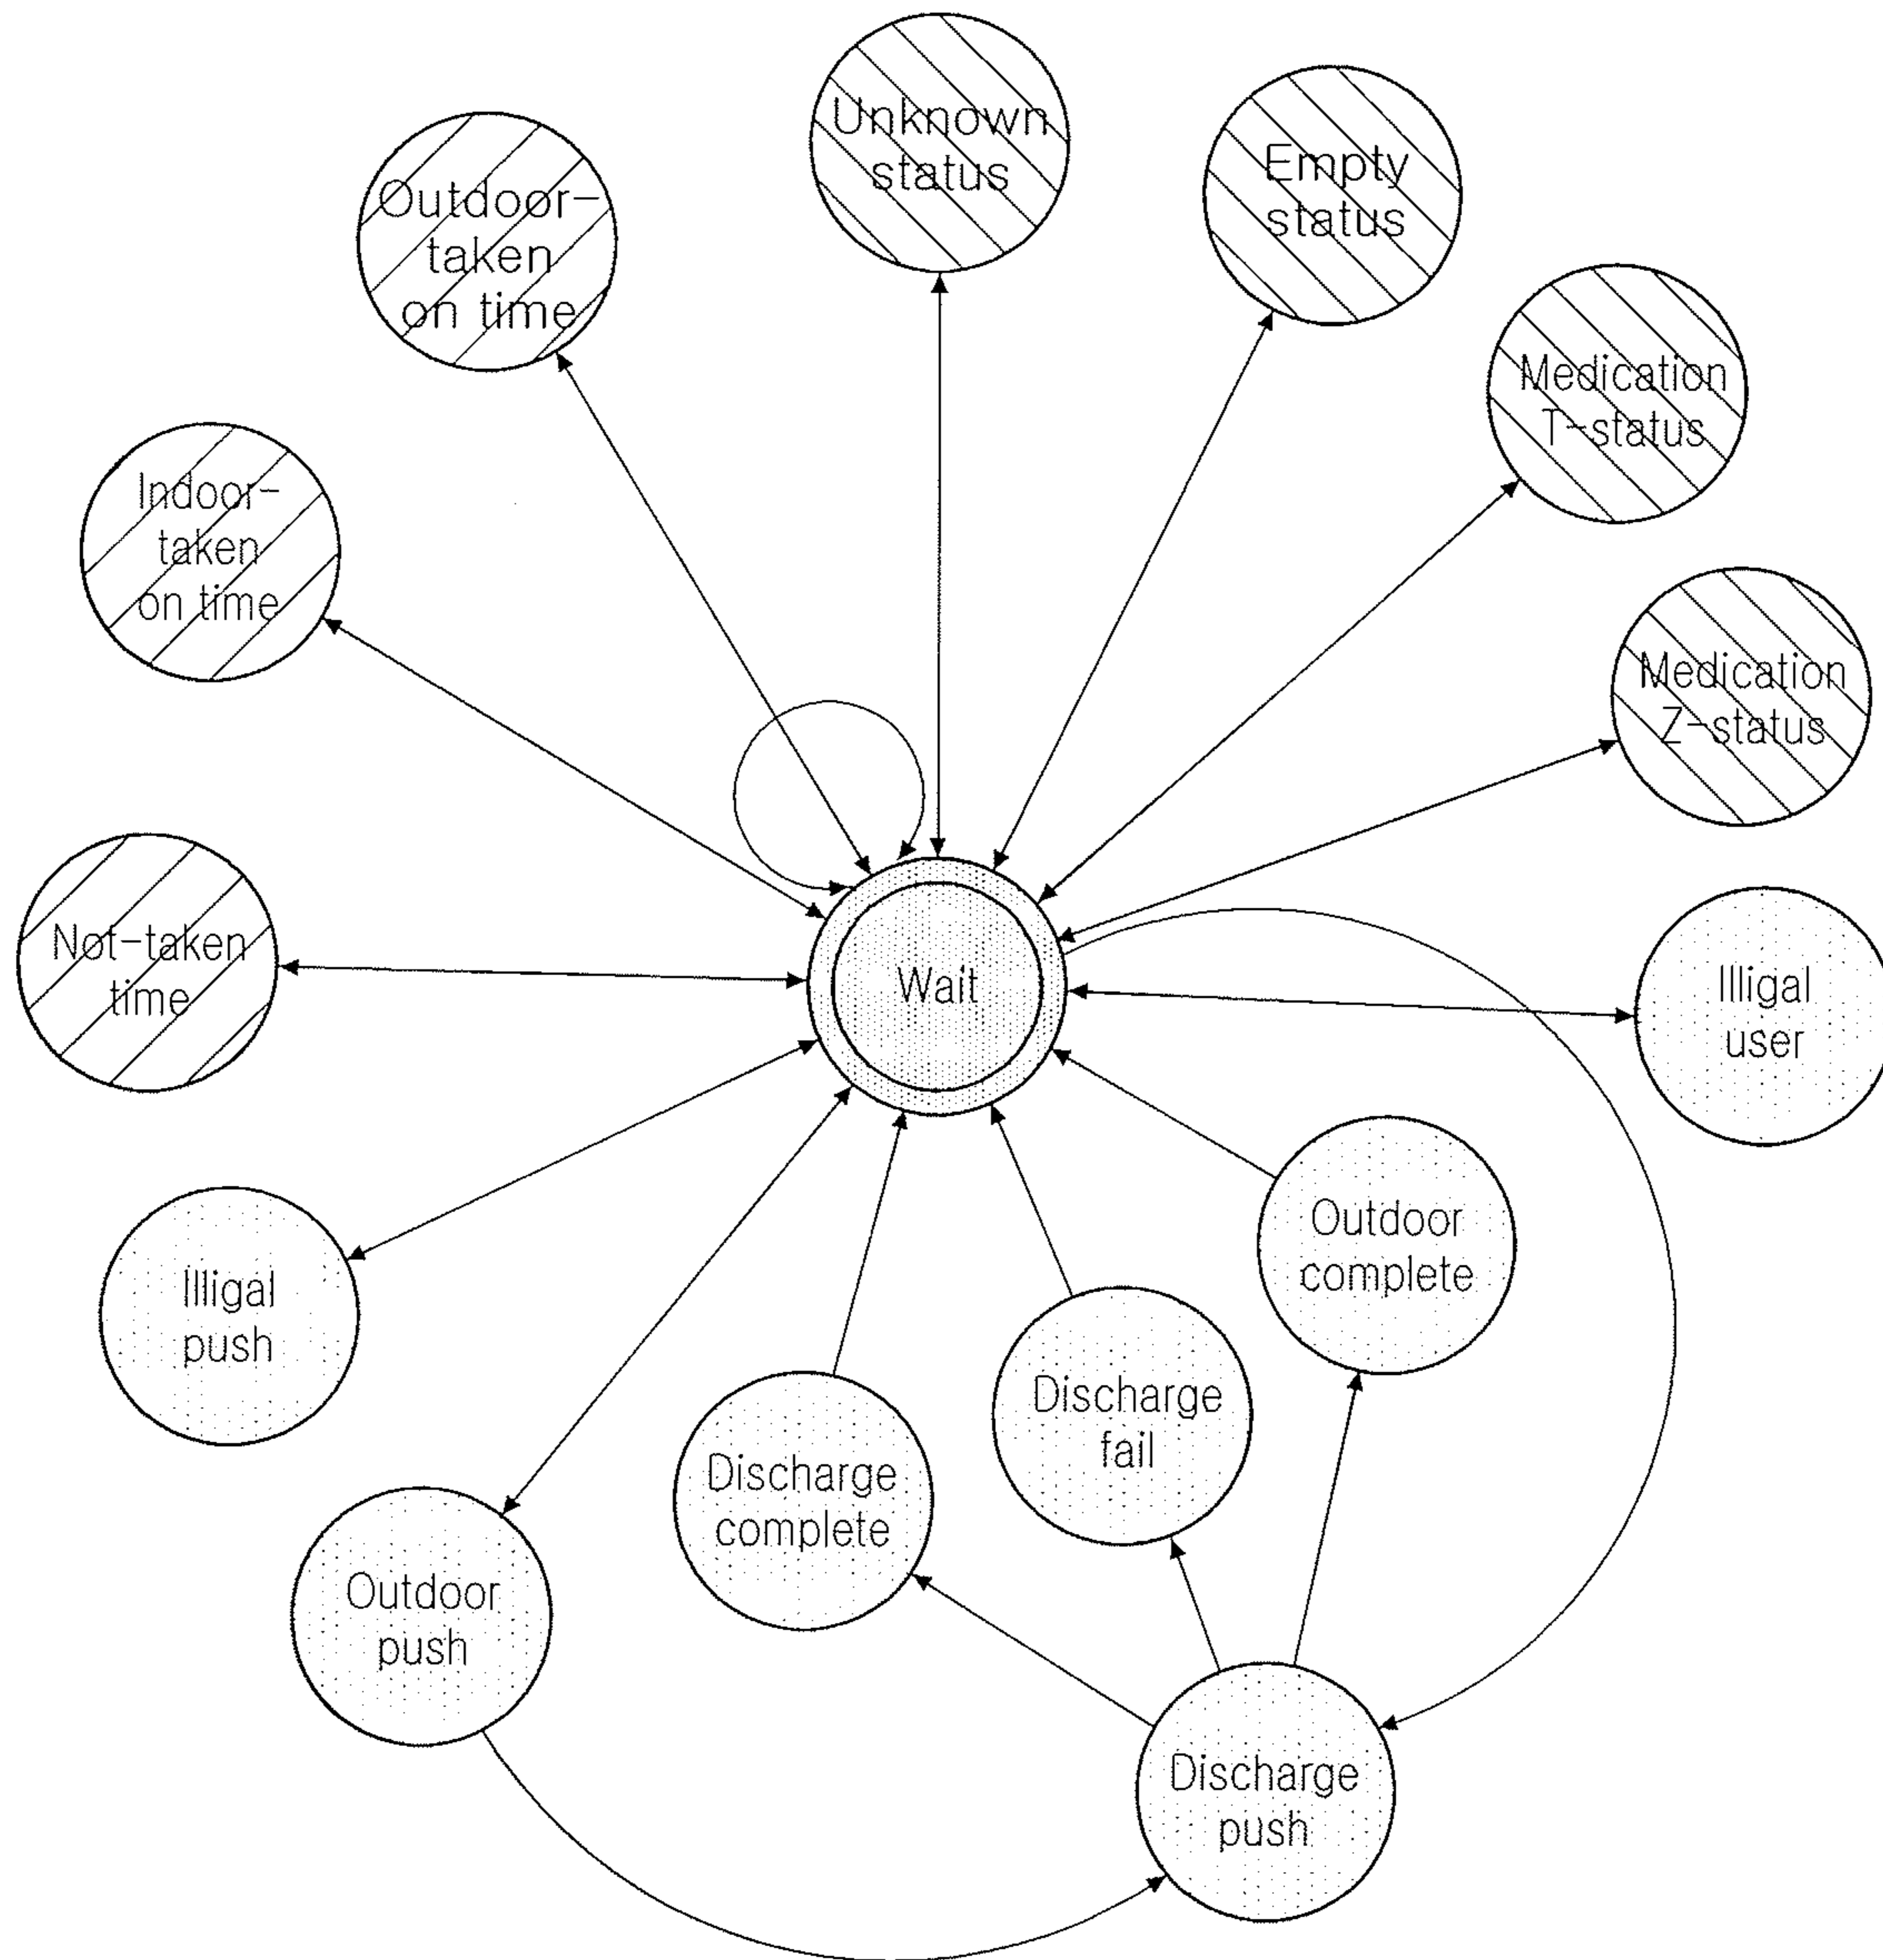 Unknown
status
Empty
status
Outdoor-
taken
on time
Medication
T-status
Indoor-
taken
on time
Medication
Z-status
Not-taken
time
Wait
Illigal
user
Outdoor
complete
Illigal
push
Discharge
fail
Discharge
complete
Outdoor
push
Discharge
push